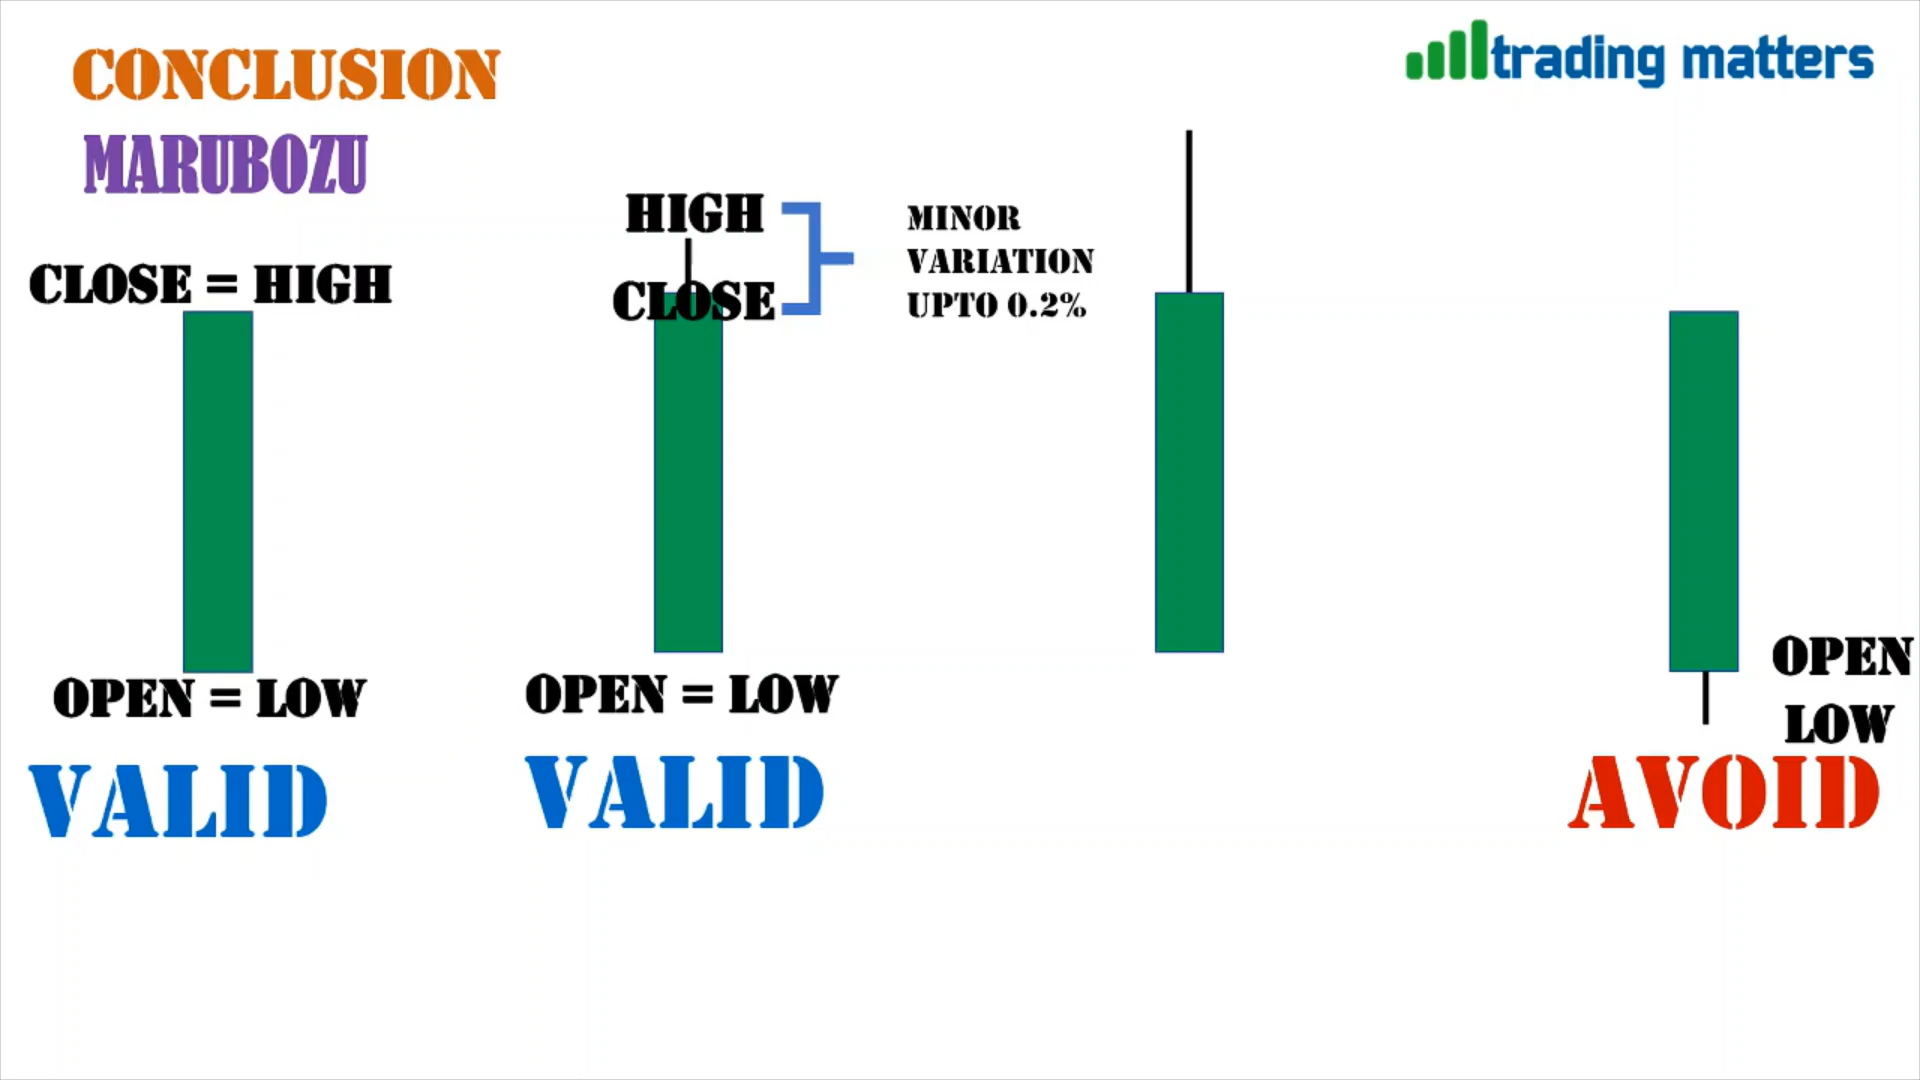 CONCLUSION
trading matters
MARUBOZU
CLOSE = HIGH
OPEN = LOW
VALID
HIGH
CLOSE
MINOR
VARIATION
UPTO 0.2%
OPEN = LOW
VALID
OPEN
LOW
AVOID